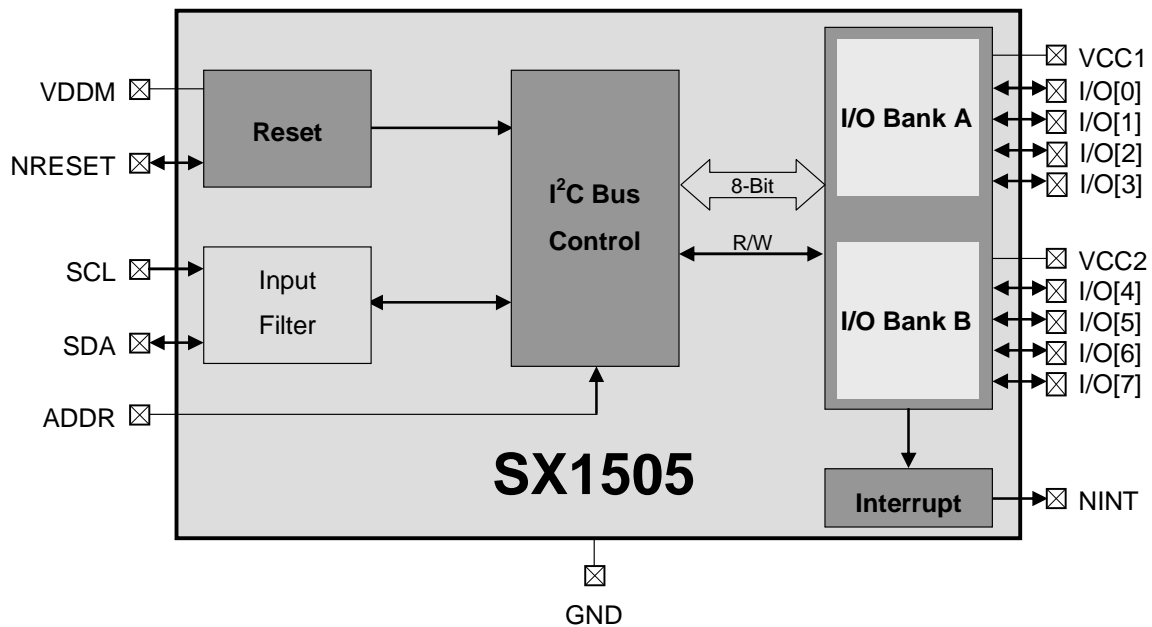 VDDM
NRESET
SCL
SDA
ADDR
Reset
Input
Filter
I²C Bus
Control
8-Bit
R/W
I/O Bank A
I/O Bank B
VCC1
I/O[0]
I/O[1]
I/O[2]
I/O[3]
VCC2
I/O[4]
I/O[5]
I/O[6]
I/O[7]
SX1505
Interrupt
NINT
GND